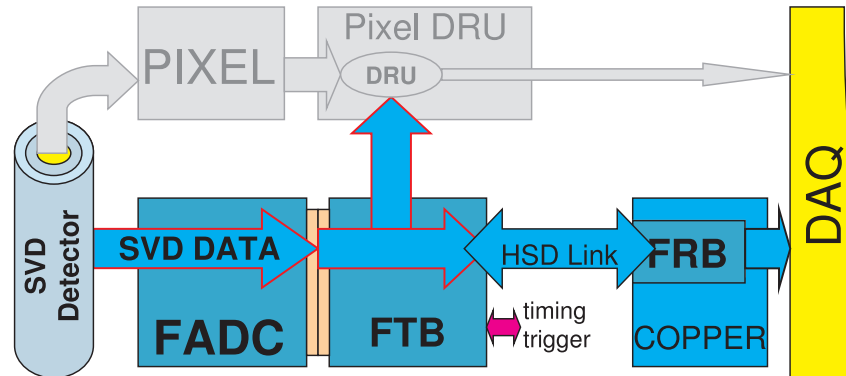 Pixel DRU
PIXEL
DRU
SVD
Detector
SVD DATA
FADC
FTB
HSD Link
timing
trigger
FRB
COPPER
DAQ